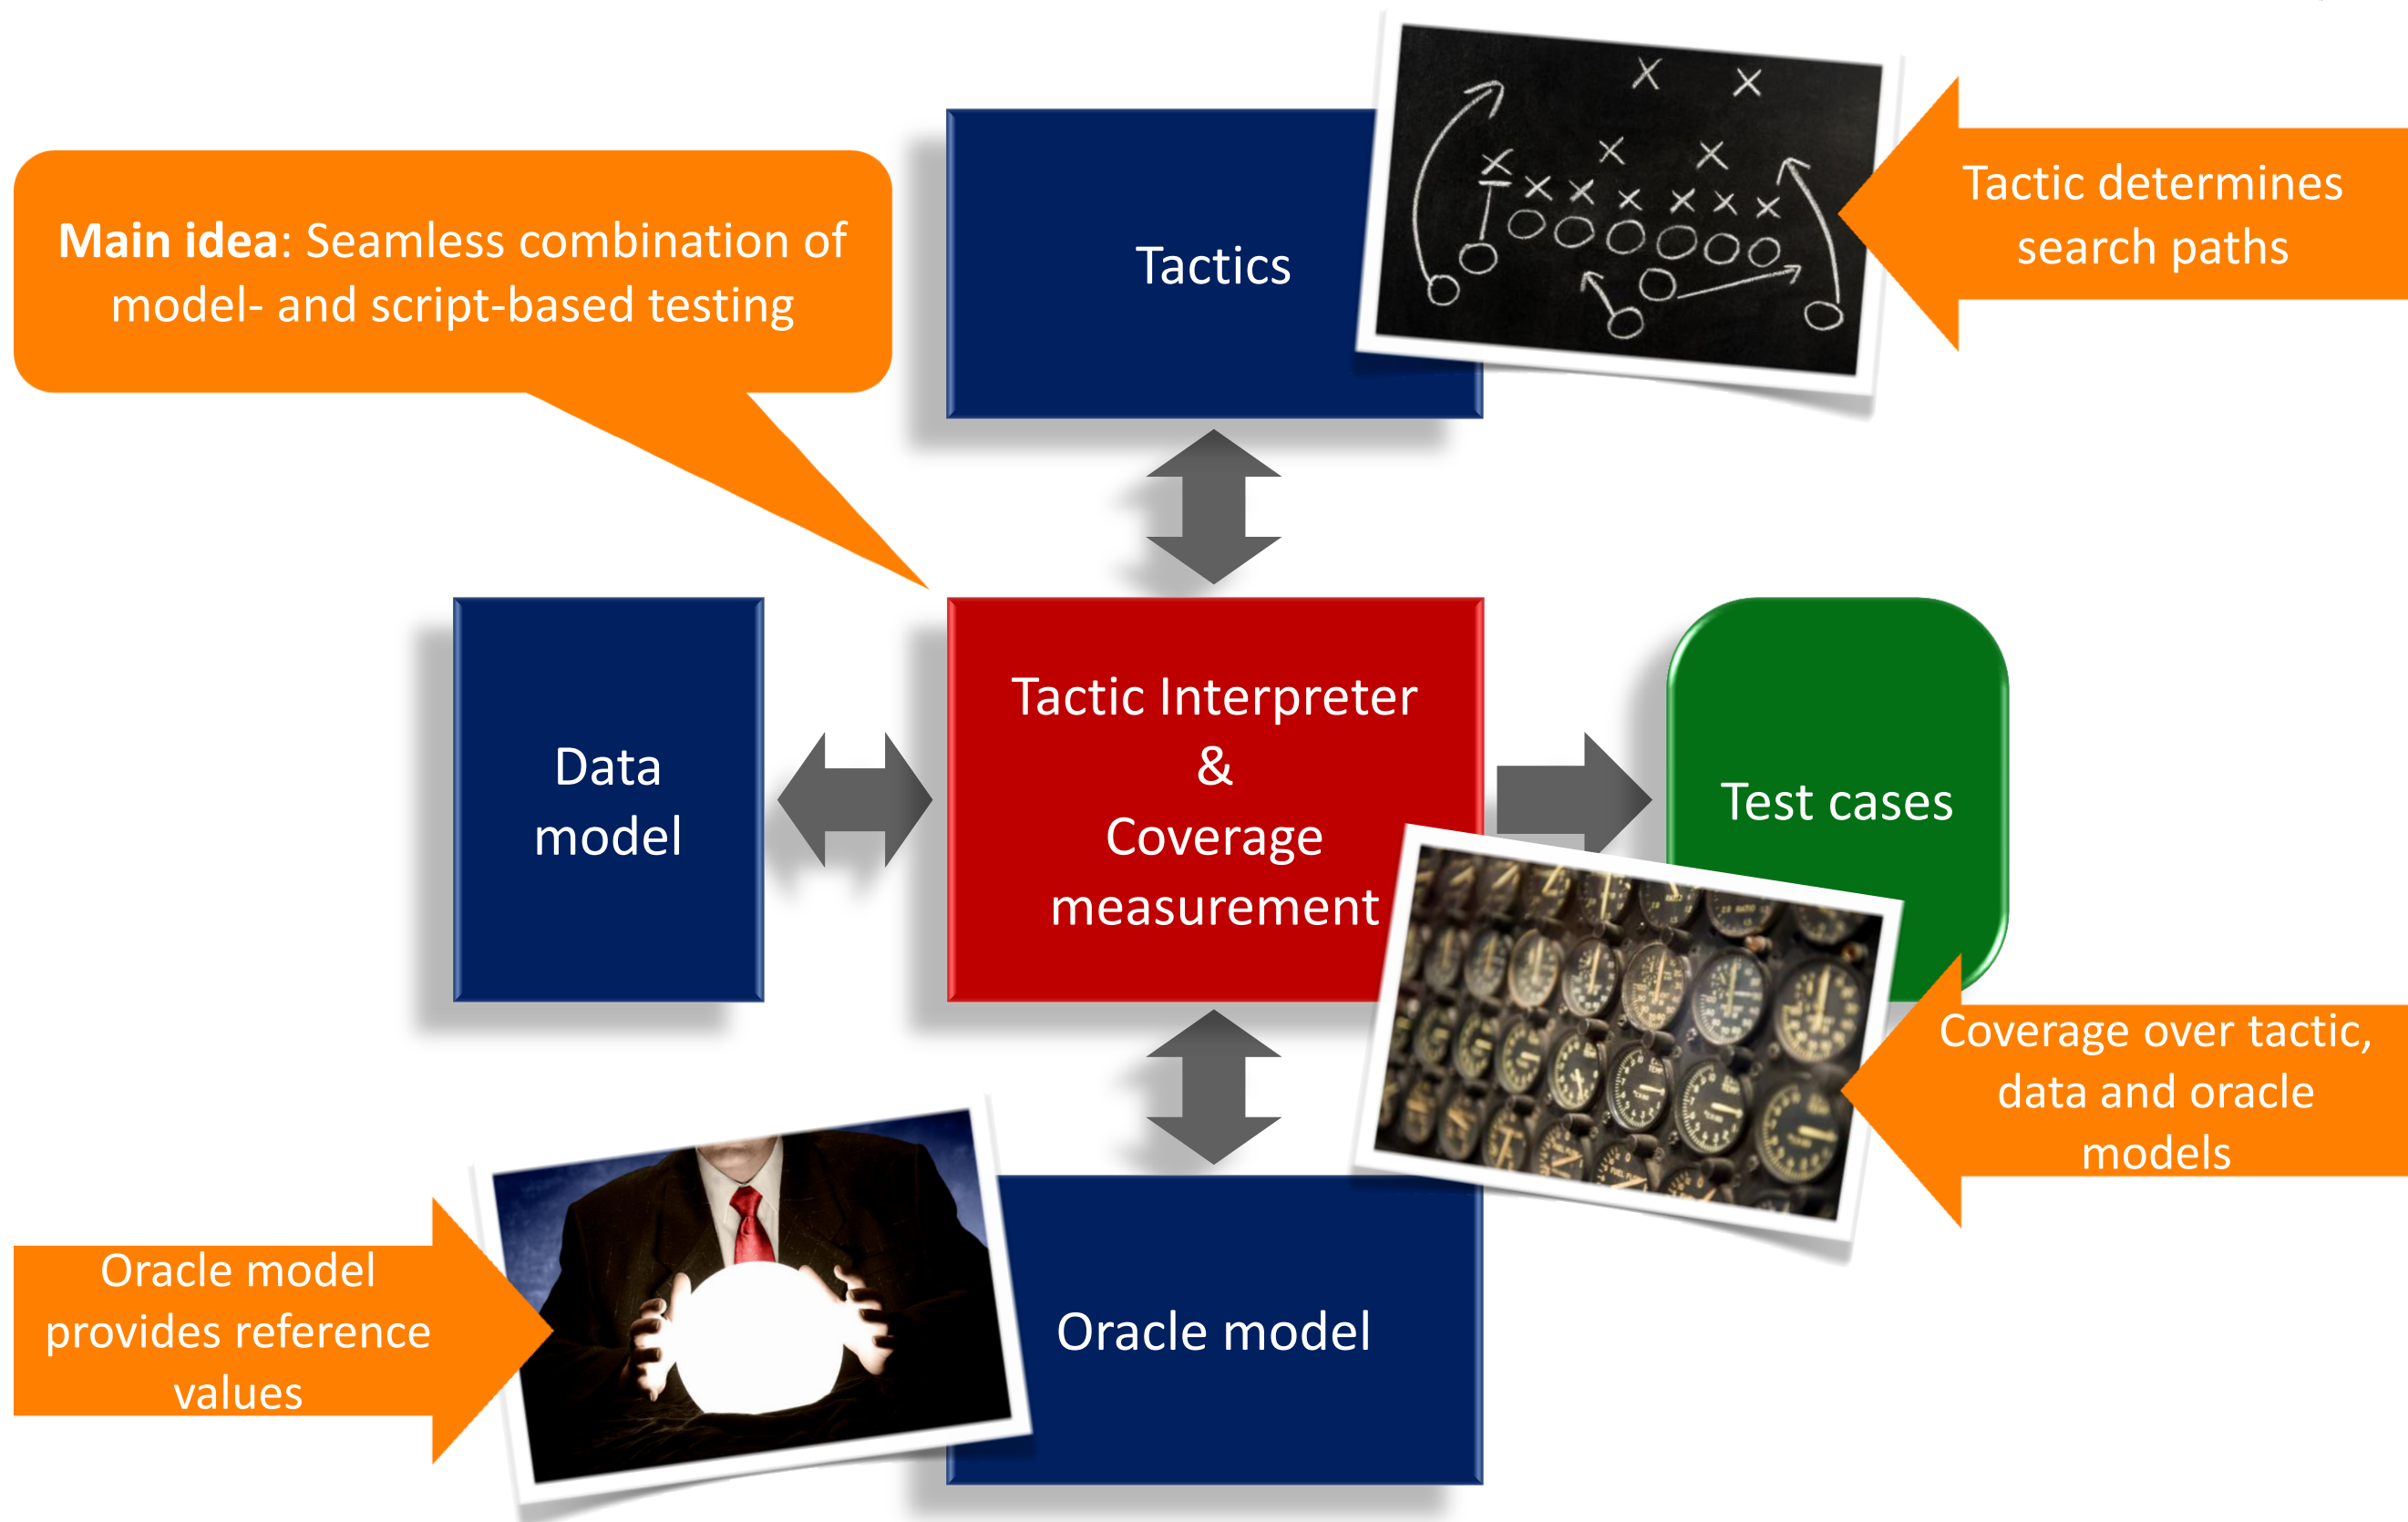 Main idea: Seamless combination of
model- and script-based testing
Tactics
Tactic determines
search paths
Data
model
Tactic Interpreter
&
Coverage
measurement
Test cases
Coverage over tactic,
data and oracle
models
Oracle model
provides reference
values
Oracle model